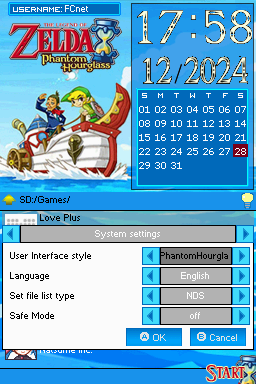 USERNAME: FCnet
THE LEGEND OF
ZELDA
Phantom
Hourglass
17:58
12/2024
S M T W T F S
01 02 03 04 05 06 07
08 09 10 11 12 13 14
15 16 17 18 19 20 21
22 23 24 25 26 27 28
29 30 31
SD:/Games/
Love Plus
System settings
User Interface style PhantomHourgla
Language English
Set file list type NDS
Safe Mode off
A OK B Cancel
Natsume Inc.
START